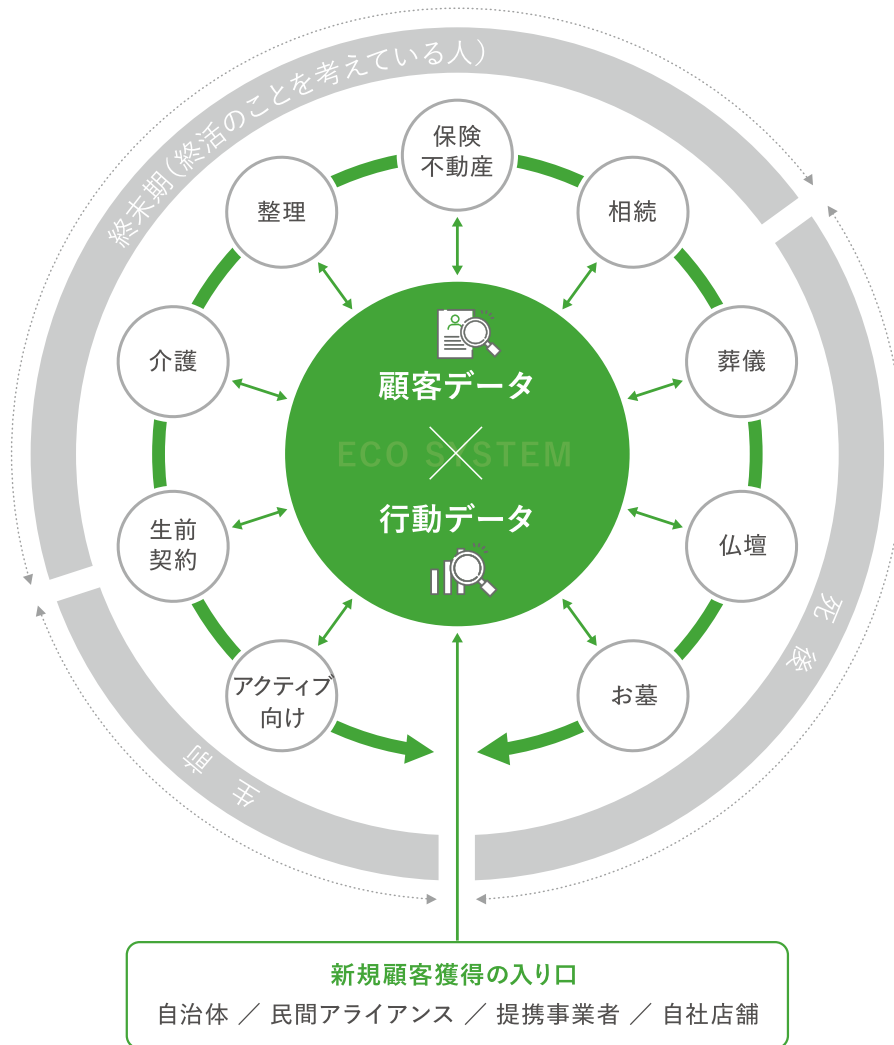 終末期（終活のことを考えている人）
保険
不動産
整理
相続
介護
葬儀
顧客データ
ECO SYSTEM
行動データ
生前
契約
仏壇
死後
アクティブ
向け
お墓
生前
新規顧客獲得の入り口
自治体 ／ 民間アライアンス ／ 提携事業者 ／ 自社店舗